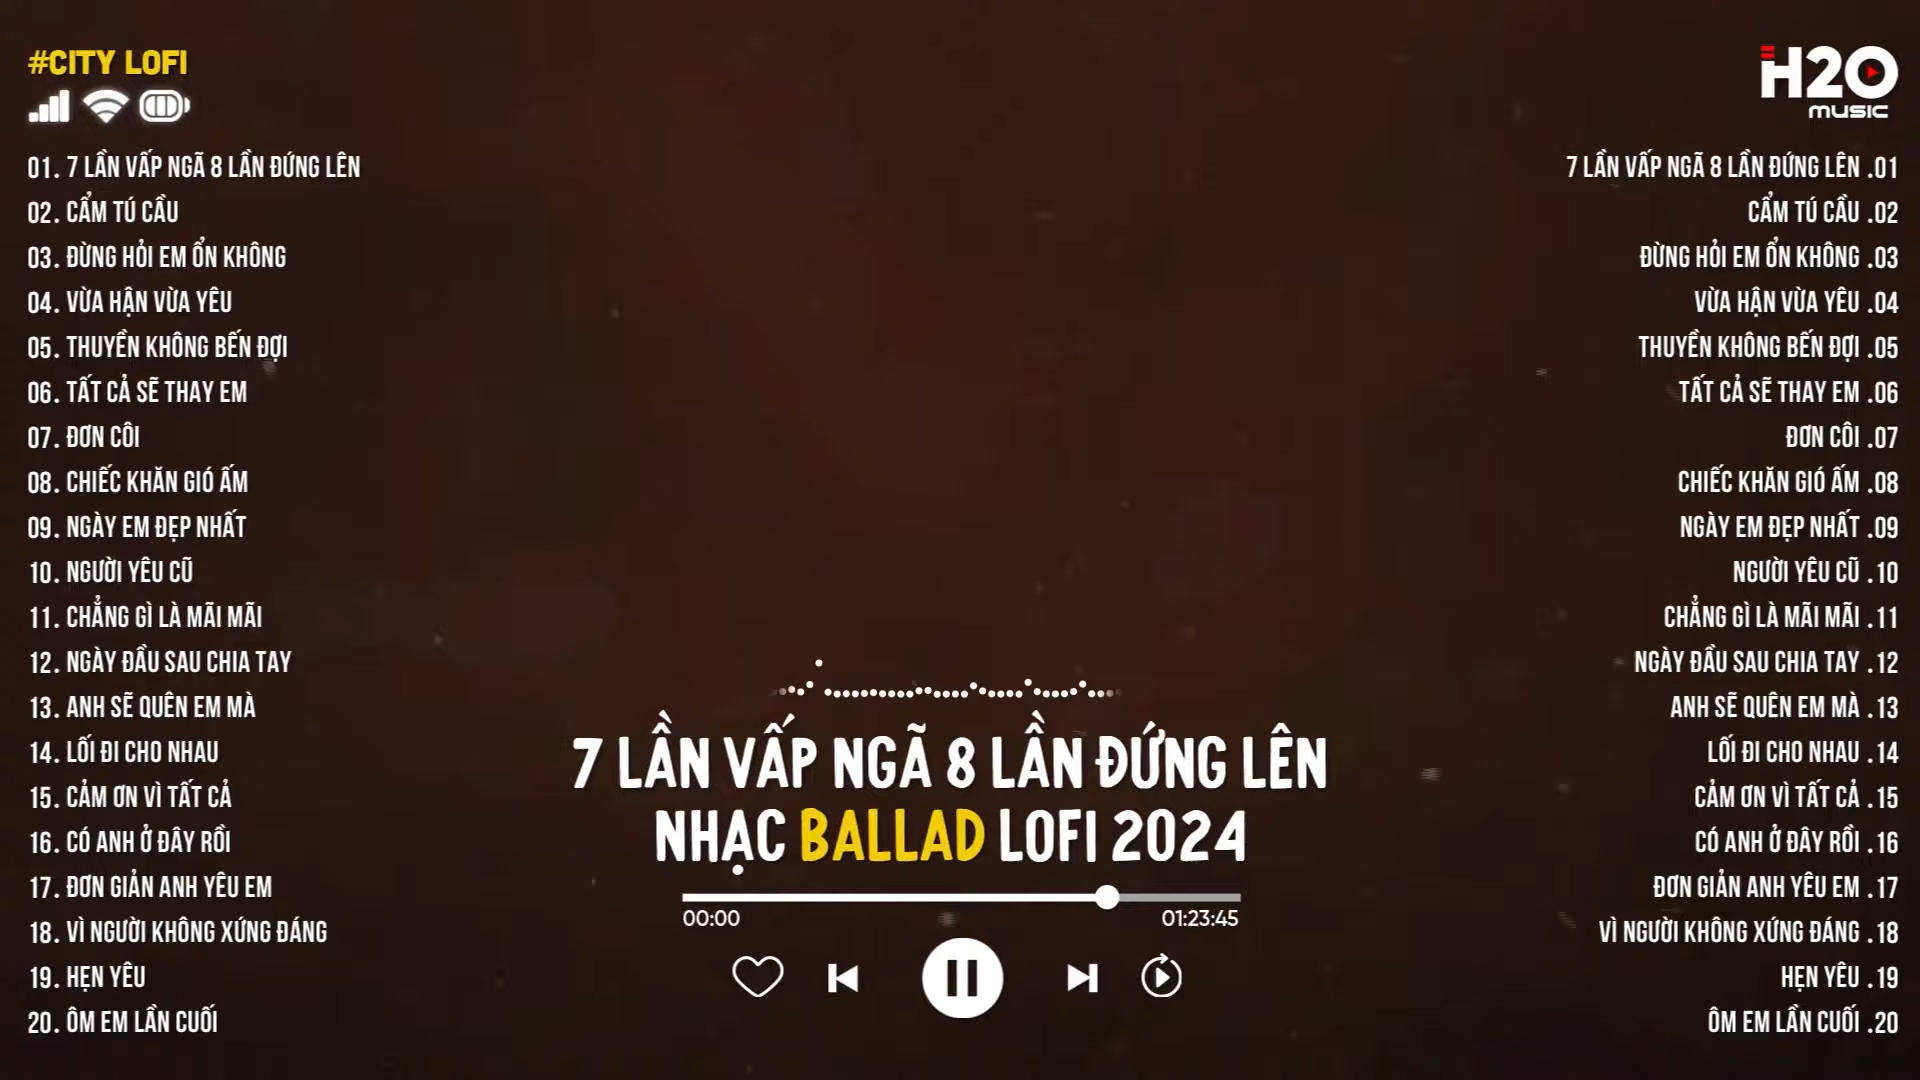 #CITY LOFI
H2O
MUSIC
01. 7 LẦN VẤP NGÃ 8 LẦN ĐỨNG LÊN
02. CẨM TÚ CẦU
03. ĐỪNG HỎI EM ỔN KHÔNG
04. VỪA HẬN VỪA YÊU
05. THUYỀN KHÔNG BẾN ĐỢI
06. TẤT CẢ SẼ THAY EM
07. ĐƠN CÔI
08. CHIẾC KHĂN GIÓ ẤM
09. NGÀY EM ĐẸP NHẤT
10. NGƯỜI YÊU CŨ
11. CHẲNG GÌ LÀ MÃI MÃI
12. NGÀY ĐẦU SAU CHIA TAY
13. ANH SẼ QUÊN EM MÀ
14. LỐI ĐI CHO NHAU
15. CẢM ƠN VÌ TẤT CẢ
16. CÓ ANH Ở ĐÂY RỒI
17. ĐƠN GIẢN ANH YÊU EM
18. VÌ NGƯỜI KHÔNG XỨNG ĐÁNG
19. HẸN YÊU
20. ÔM EM LẦN CUỐI
7 LẦN VẤP NGÃ 8 LẦN ĐỨNG LÊN
NHẠC BALLAD LOFI 2024
00:00 01:23:45
7 LẦN VẤP NGÃ 8 LẦN ĐỨNG LÊN .01
CẨM TÚ CẦU .02
ĐỪNG HỎI EM ỔN KHÔNG .03
VỪA HẬN VỪA YÊU .04
THUYỀN KHÔNG BẾN ĐỢI .05
TẤT CẢ SẼ THAY EM .06
ĐƠN CÔI .07
CHIẾC KHĂN GIÓ ẤM .08
NGÀY EM ĐẸP NHẤT .09
NGƯỜI YÊU CŨ .10
CHẲNG GÌ LÀ MÃI MÃI .11
NGÀY ĐẦU SAU CHIA TAY .12
ANH SẼ QUÊN EM MÀ .13
LỐI ĐI CHO NHAU .14
CẢM ƠN VÌ TẤT CẢ .15
CÓ ANH Ở ĐÂY RỒI .16
ĐƠN GIẢN ANH YÊU EM .17
VÌ NGƯỜI KHÔNG XỨNG ĐÁNG .18
HẸN YÊU .19
ÔM EM LẦN CUỐI .20